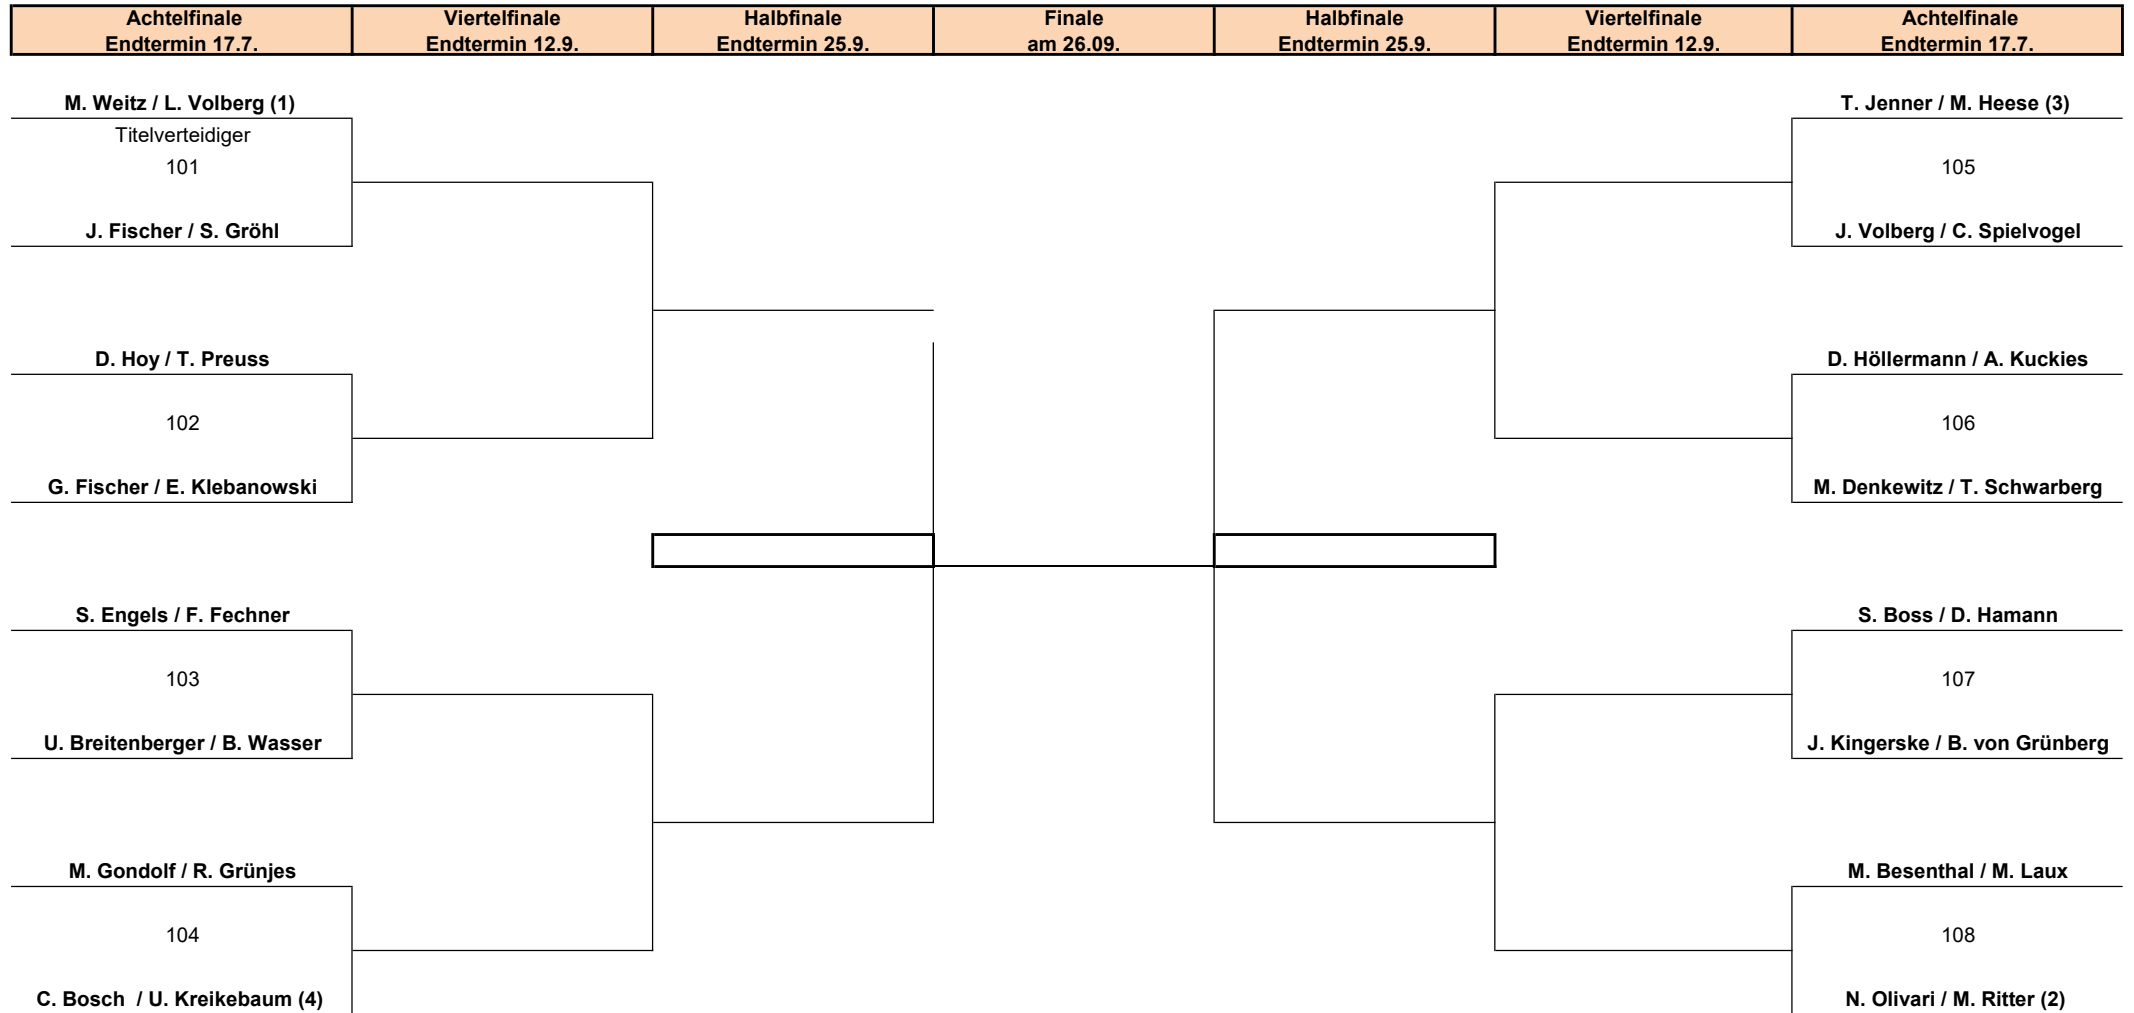 Achtelfinale Viertelfinale Halbfinale Finale Halbfinale Viertelfinale Achtelfinale
Endtermin 17.7. Endtermin 12.9. Endtermin 25.9. am 26.09. Endtermin 25.9. Endtermin 12.9. Endtermin 17.7.
M. Weitz / L. Volberg (1) T. Jenner / M. Heese (3)
Titelverteidiger
101 105
J. Fischer / S. Gröhl J. Volberg / C. Spielvogel
D. Hoy / T. Preuss D. Höllermann / A. Kuckies
102 106
G. Fischer / E. Klebanowski M. Denkewitz / T. Schwarberg
S. Engels / F. Fechner S. Boss / D. Hamann
103 107
U. Breitenberger / B. Wasser J. Kingerske / B. von Grünberg
M. Gondolf / R. Grünjes M. Besenthal / M. Laux
104 108
C. Bosch  / U. Kreikebaum (4) N. Olivari / M. Ritter (2)